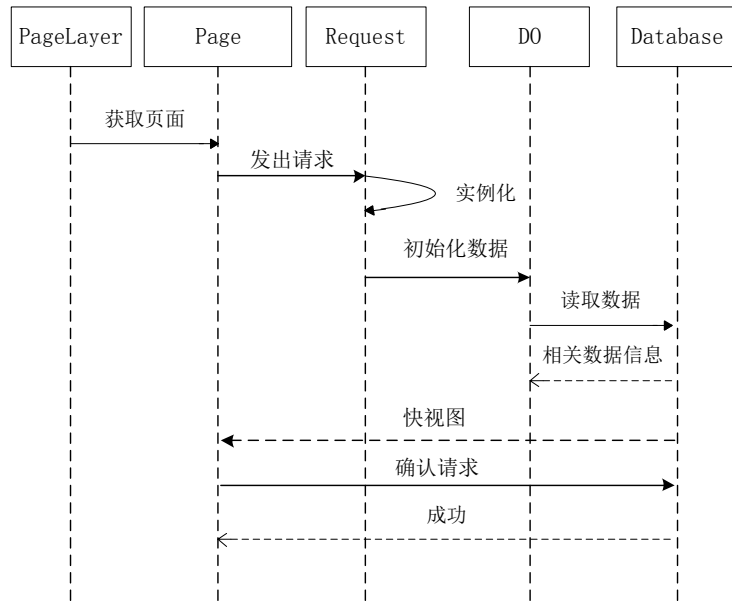 PageLayer
Page
Request
DO
Database
获取页面
发出请求
实例化
初始化数据
读取数据
相关数据信息
快视图
确认请求
成功